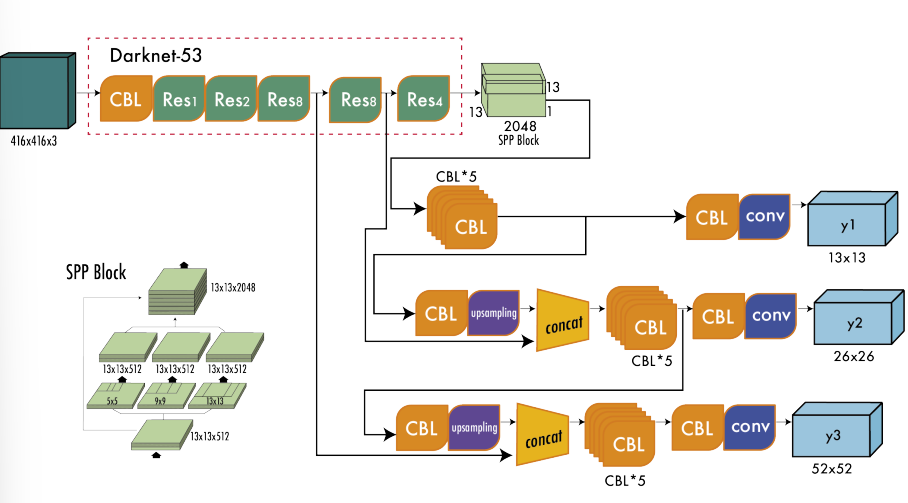 Darknet-53
CBL Res1 Res2 Res8 Res8 Res4
416x416x3
13
13 1
2048
SPP Block
CBL*5
CBL
CBL conv y1
13x13
SPP Block
13x13x2048
13x13x512 13x13x512 13x13x512
5x5 9x9 13x13
13x13x512
CBL upsampling concat CBL CBL conv y2
CBL*5 26x26
CBL upsampling concat CBL CBL conv y3
CBL*5 52x52